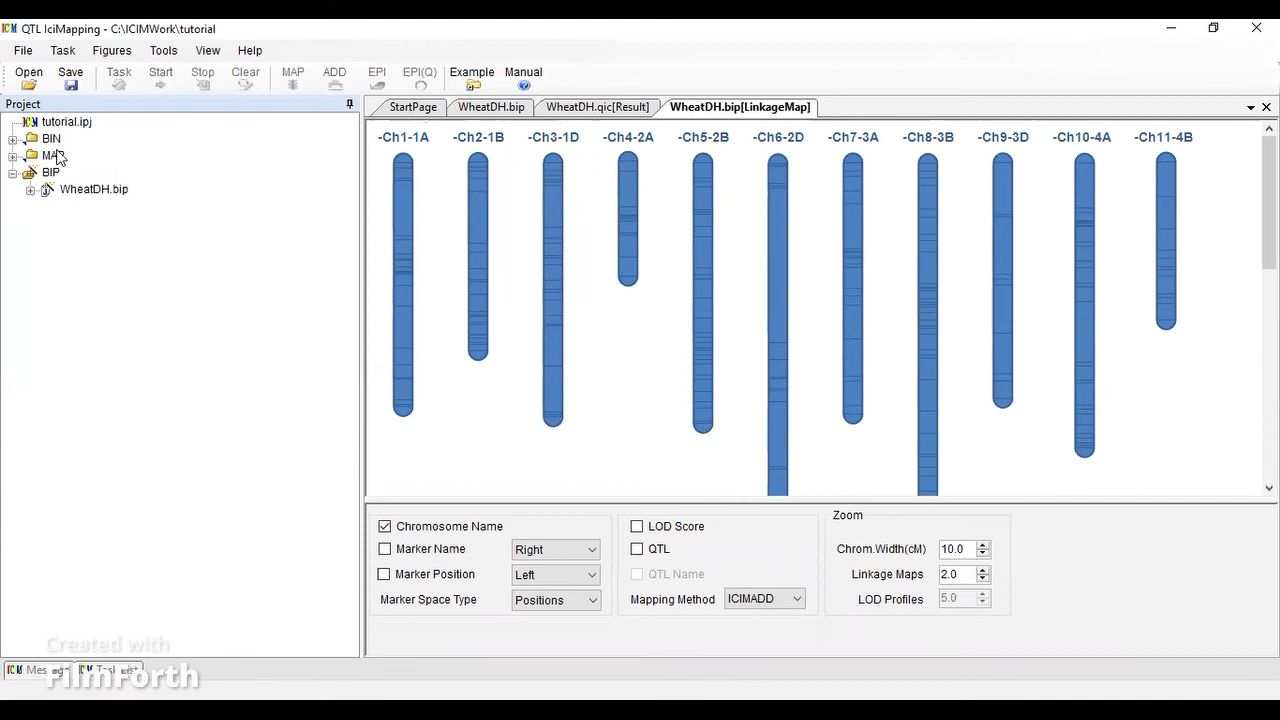 QTL IciMapping - C:\ICIMWork\tutorial
File Task Figures Tools View Help
Open Save Task Start Stop Clear MAP ADD EPI EPI(Q) Example Manual
Project
StartPage WheatDH.bip WheatDH.qic[Result] WheatDH.bip[LinkageMap]
tutorial.ipj
BIN
BIP
WheatDH.bip
-Ch1-1A -Ch2-1B -Ch3-1D -Ch4-2A -Ch5-2B -Ch6-2D -Ch7-3A -Ch8-3B -Ch9-3D -Ch10-4A -Ch11-4B
Chromosome Name
Marker Name Right
Marker Position Left
Marker Space Type Positions
LOD Score
QTL
QTL Name
Mapping Method ICIMADD
Zoom
Chrom.Width(cM) 10.0
Linkage Maps 2.0
LOD Profiles 5.0
Created with
FilmForth